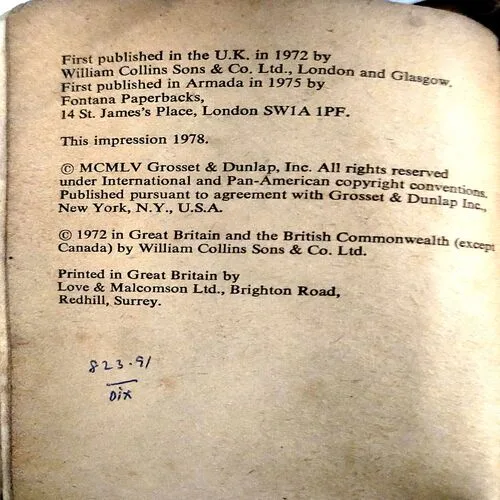 First published in the U.K. in 1972 by
William Collins Sons & Co. Ltd., London and Glasgow.
First published in Armada in 1975 by
Fontana Paperbacks,
14 St. James's Place, London SW1A 1PF.
This impression 1978.
© MCMLV Grosset & Dunlap, Inc. All rights reserved
under International and Pan-American copyright conventions.
Published pursuant to agreement with Grosset & Dunlap Inc.,
New York, N.Y., U.S.A.
© 1972 in Great Britain and the British Commonwealth (except
Canada) by William Collins Sons & Co. Ltd.
Printed in Great Britain by
Love & Malcomson Ltd., Brighton Road,
Redhill, Surrey.
823.91
Dix